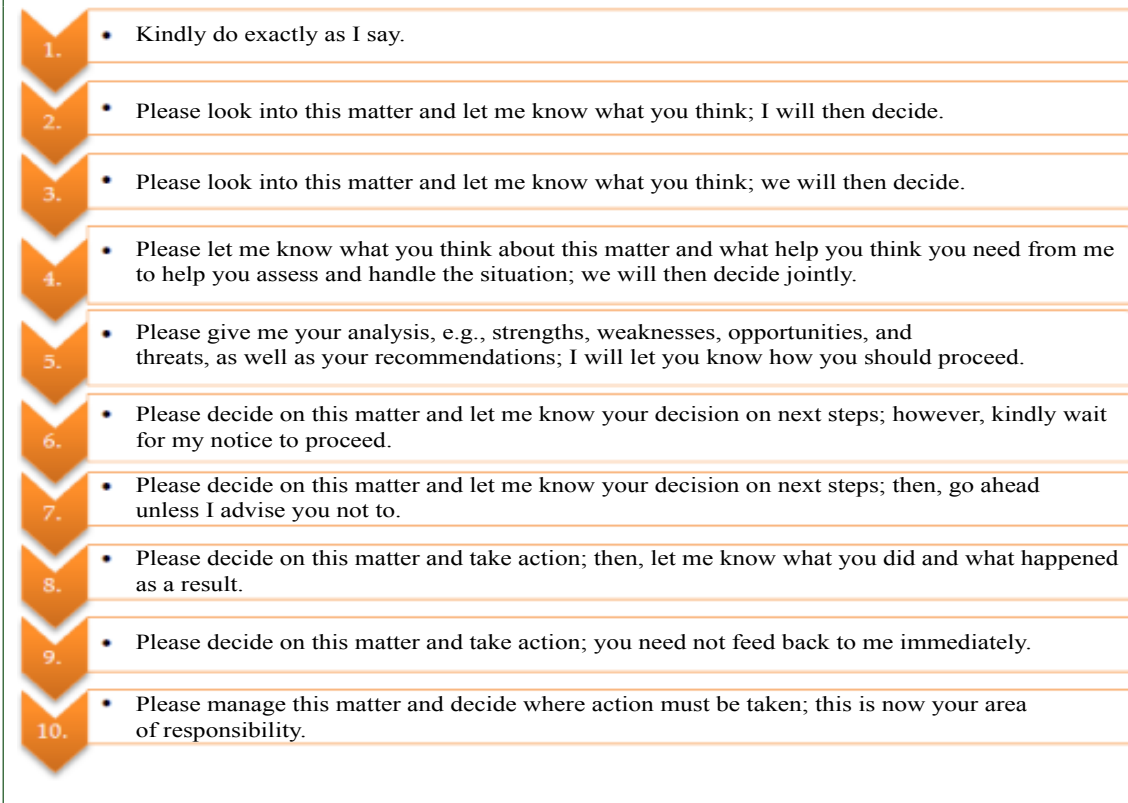 1.
• Kindly do exactly as I say.
2.
• Please look into this matter and let me know what you think; I will then decide.
3.
• Please look into this matter and let me know what you think; we will then decide.
4.
• Please let me know what you think about this matter and what help you think you need from me
to help you assess and handle the situation; we will then decide jointly.
5.
• Please give me your analysis, e.g., strengths, weaknesses, opportunities, and
threats, as well as your recommendations; I will let you know how you should proceed.
6.
• Please decide on this matter and let me know your decision on next steps; however, kindly wait
for my notice to proceed.
7.
• Please decide on this matter and let me know your decision on next steps; then, go ahead
unless I advise you not to.
8.
• Please decide on this matter and take action; then, let me know what you did and what happened
as a result.
9.
• Please decide on this matter and take action; you need not feed back to me immediately.
10.
• Please manage this matter and decide where action must be taken; this is now your area
of responsibility.